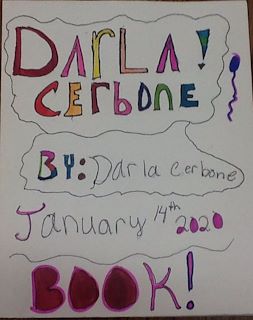 DARLA!
CERBONE
BY: Darla Cerbone
January 14th 2020
BOOK!